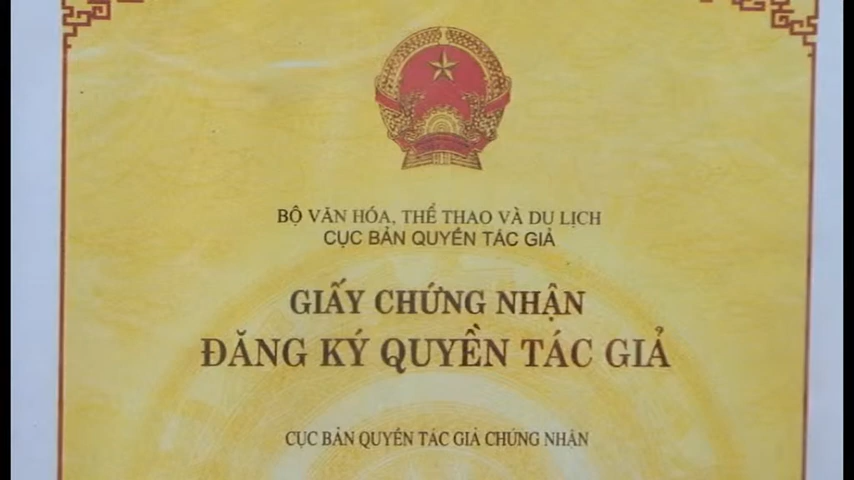 BỘ VĂN HÓA, THỂ THAO VÀ DU LỊCH
CỤC BẢN QUYỀN TÁC GIẢ
GIẤY CHỨNG NHẬN
ĐĂNG KÝ QUYỀN TÁC GIẢ
CỤC BẢN QUYỀN TÁC GIẢ CHỨNG NHẬN